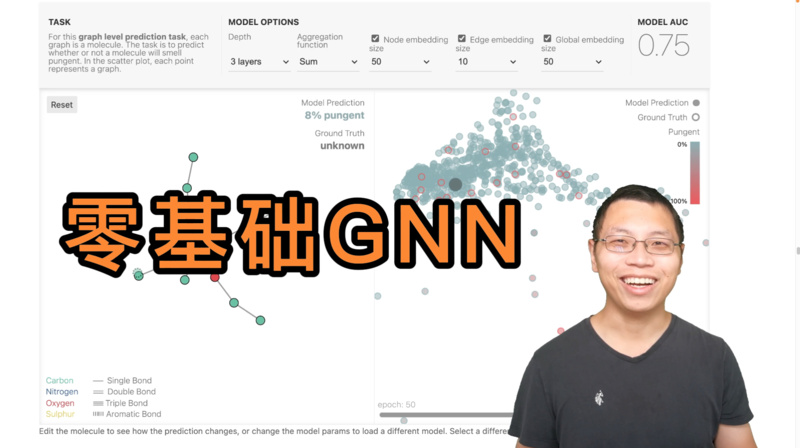 TASK
For this graph level prediction task, each
graph is a molecule. The task is to predict
whether or not a molecule will smell
pungent. In the scatter plot, each point
represents a graph.
MODEL OPTIONS
Depth
3 layers
Aggregation
function
Sum
Node embedding
size
50
Edge embedding
size
10
Global embedding
size
50
MODEL AUC
0.75
Reset
Model Prediction
8% pungent
Ground Truth
unknown
Model Prediction
Ground Truth
Pungent
0%
100%
零基础GNN
Carbon
Nitrogen
Oxygen
Sulphur
Single Bond
Double Bond
Triple Bond
Aromatic Bond
epoch: 50
Edit the molecule to see how the prediction changes, or change the model params to load a different model. Select a